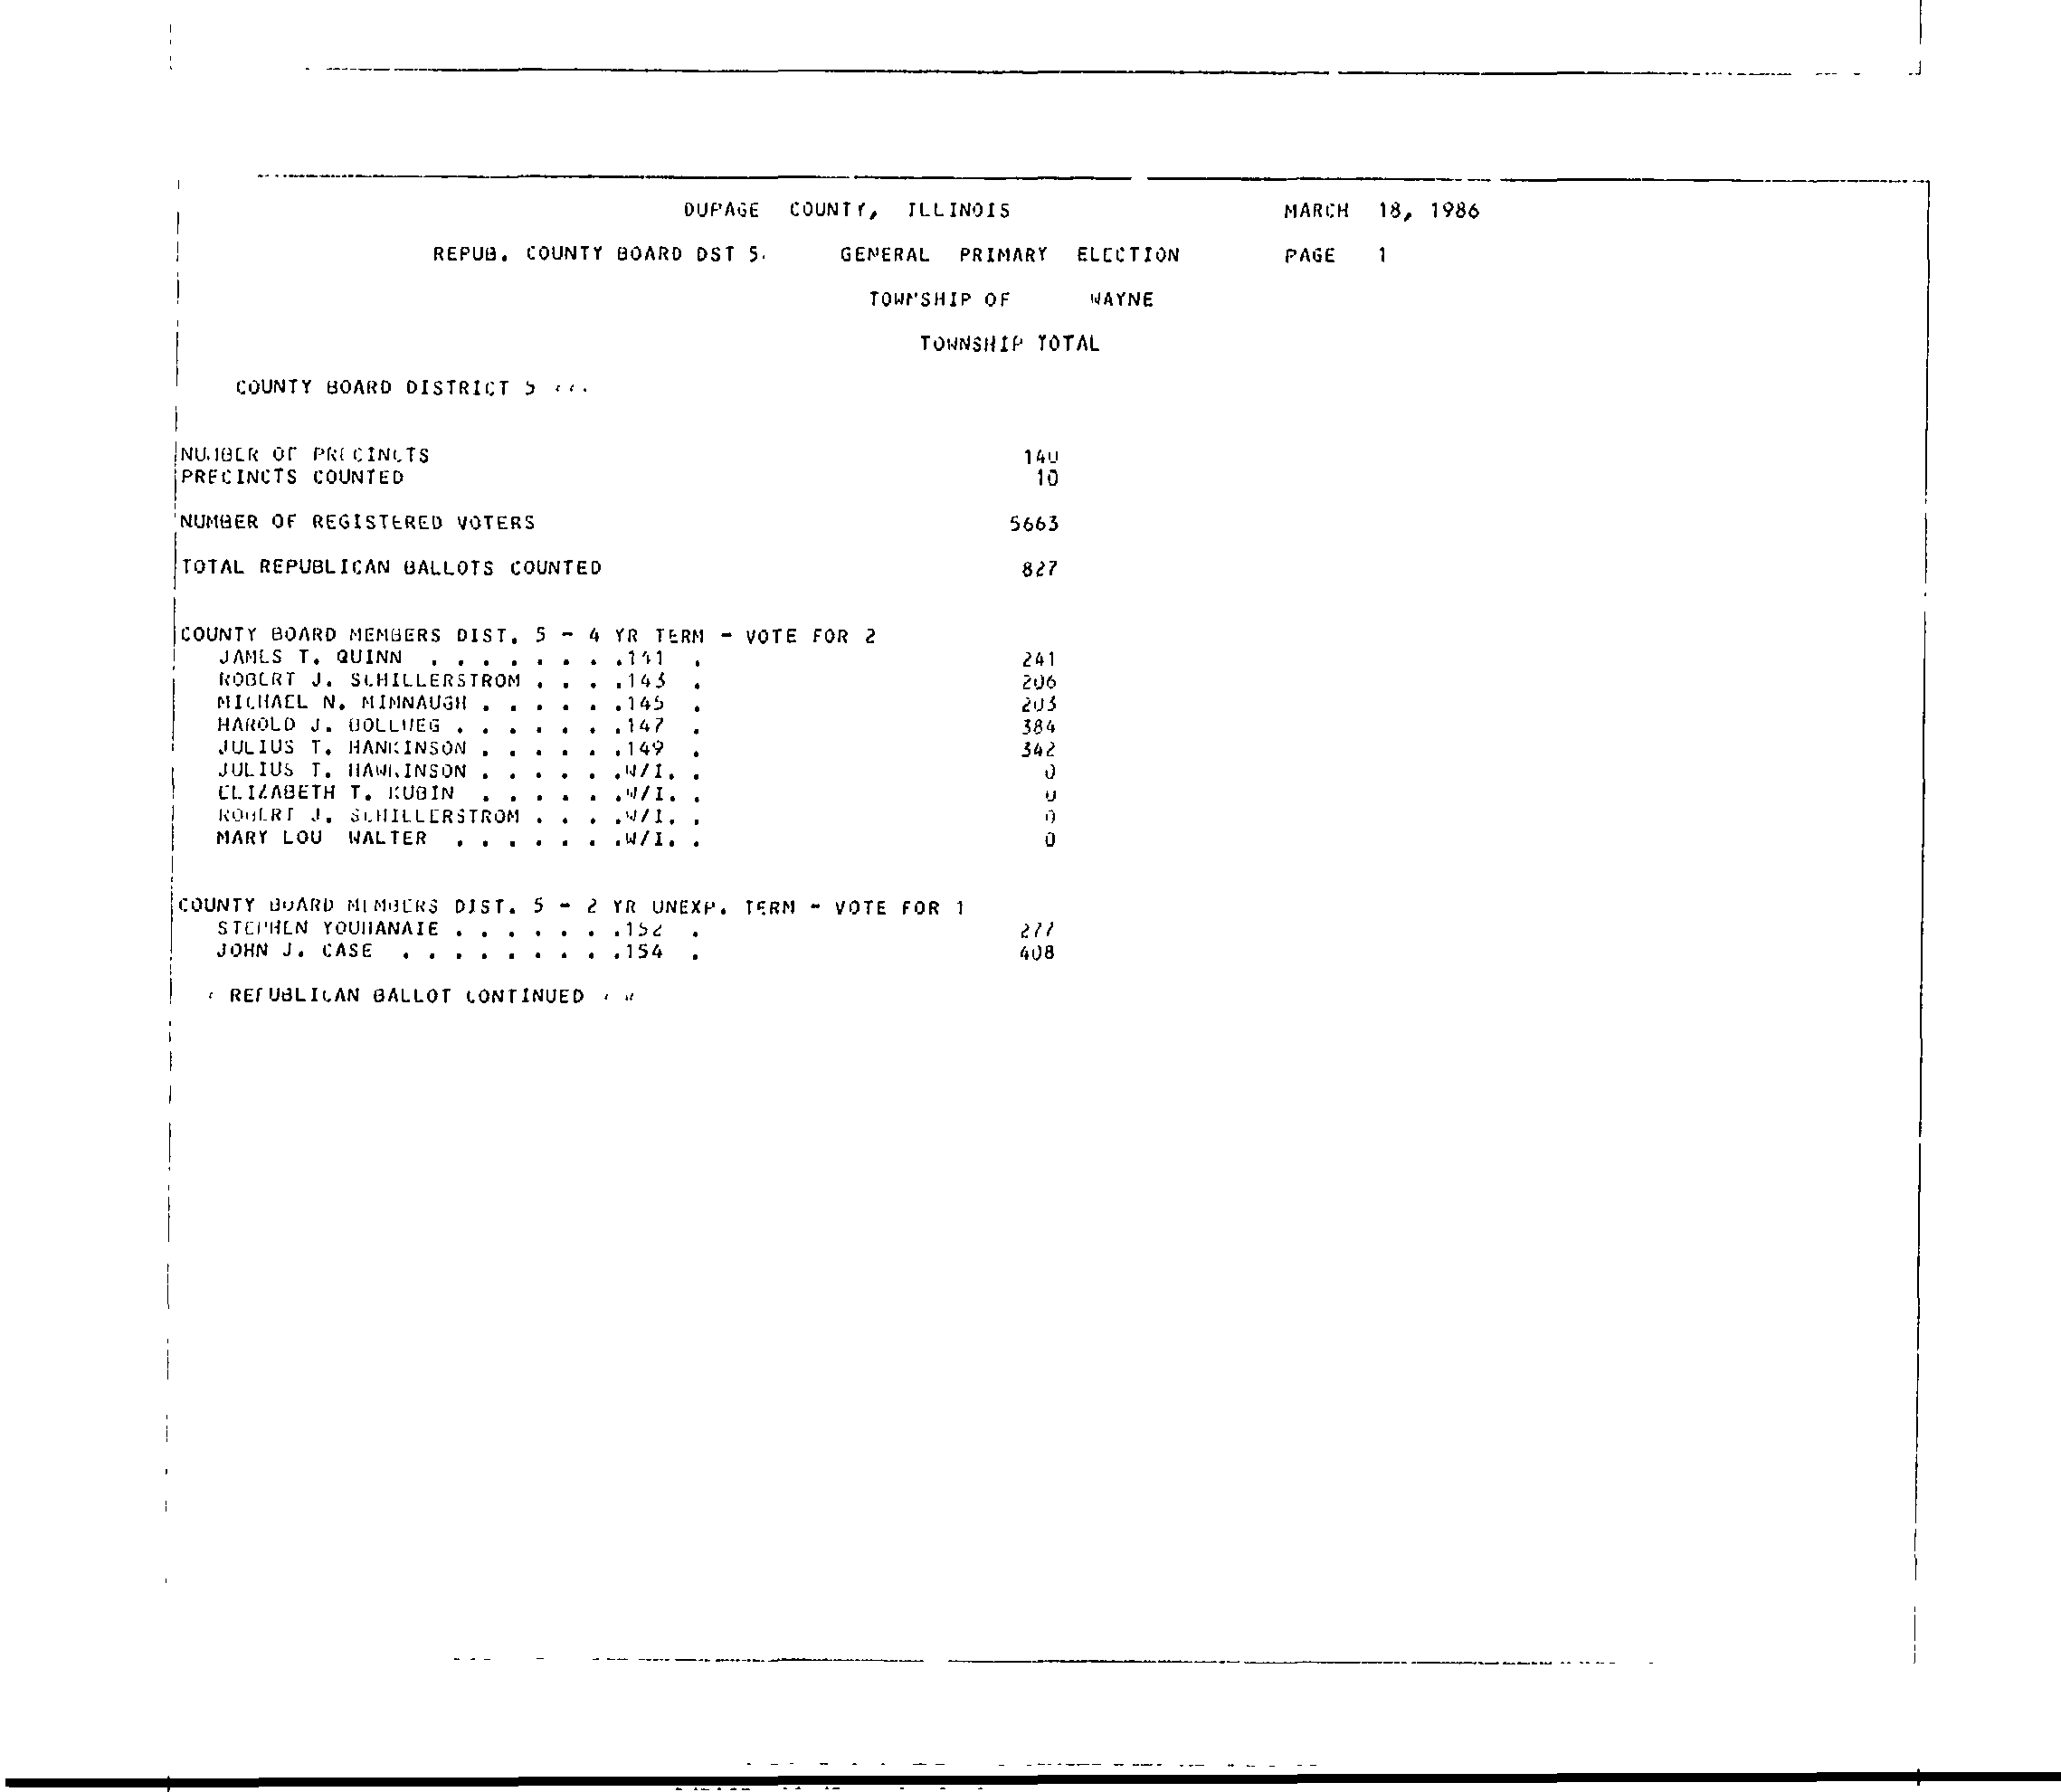 DUPAGE COUNTY, ILLINOIS MARCH 18, 1986
REPUB. COUNTY BOARD DST 5. GENERAL PRIMARY ELECTION PAGE 1
TOWNSHIP OF WAYNE
TOWNSHIP TOTAL
COUNTY BOARD DISTRICT 5
NUMBER OF PRECINCTS 140
PRECINCTS COUNTED 10
NUMBER OF REGISTERED VOTERS 5663
TOTAL REPUBLICAN BALLOTS COUNTED 827
COUNTY BOARD MEMBERS DIST. 5 - 4 YR TERM - VOTE FOR 2
JAMES T. QUINN . . . . . . . .141 . 241
ROBERT J. SCHILLERSTROM . . . .143 . 206
MICHAEL N. MINNAUGH . . . . . .145 . 203
HAROLD J. BOLLWEG . . . . . . .147 . 384
JULIUS T. HANKINSON . . . . . .149 . 342
JULIUS T. HAWKINSON . . . . . .W/I. . 0
ELIZABETH T. KUBIN . . . . . .W/I. . 0
ROBERT J. SCHILLERSTROM . . . .W/I. . 0
MARY LOU WALTER . . . . . . .W/I. . 0
COUNTY BOARD MEMBERS DIST. 5 - 2 YR UNEXP. TERM - VOTE FOR 1
STEPHEN YOUHANAIE . . . . . . .152 . 277
JOHN J. CASE . . . . . . . . .154 . 408
REPUBLICAN BALLOT CONTINUED